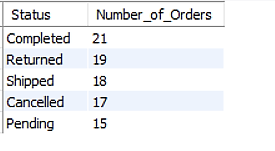 Status Number_of_Orders
Completed 21
Returned 19
Shipped 18
Cancelled 17
Pending 15